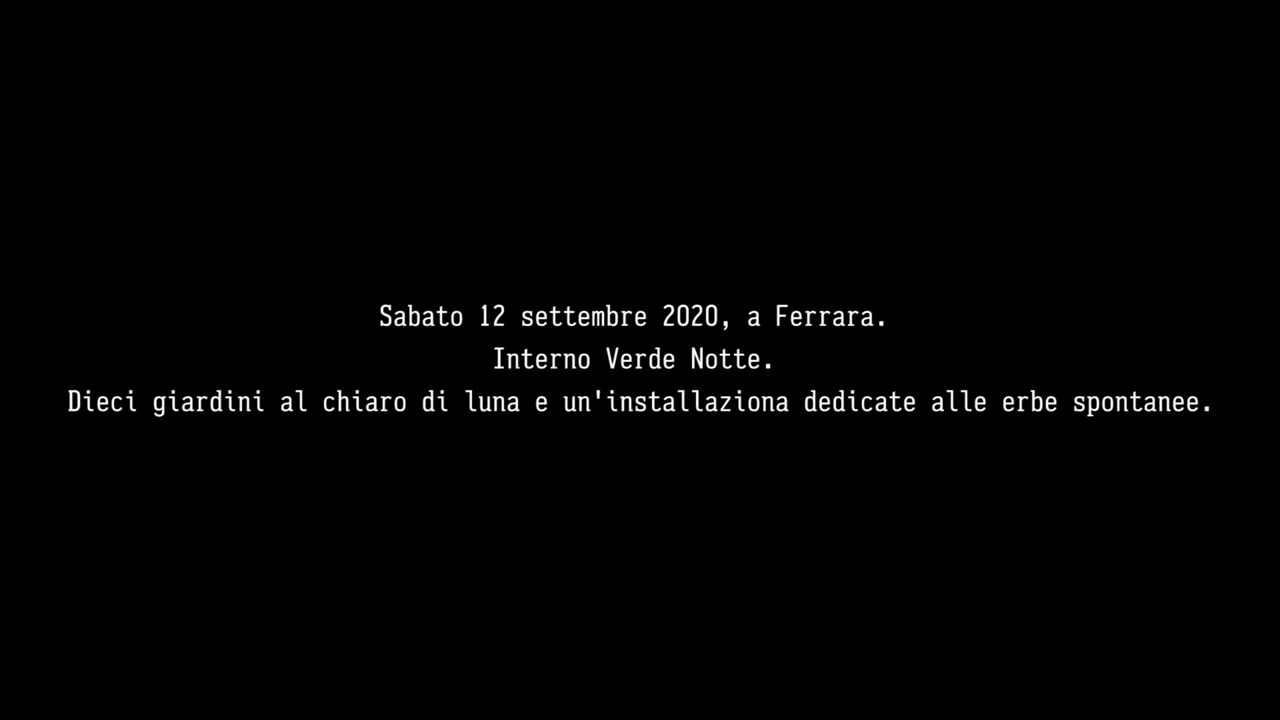 Sabato 12 settembre 2020, a Ferrara.
Interno Verde Notte.
Dieci giardini al chiaro di luna e un'installaziona dedicate alle erbe spontanee.